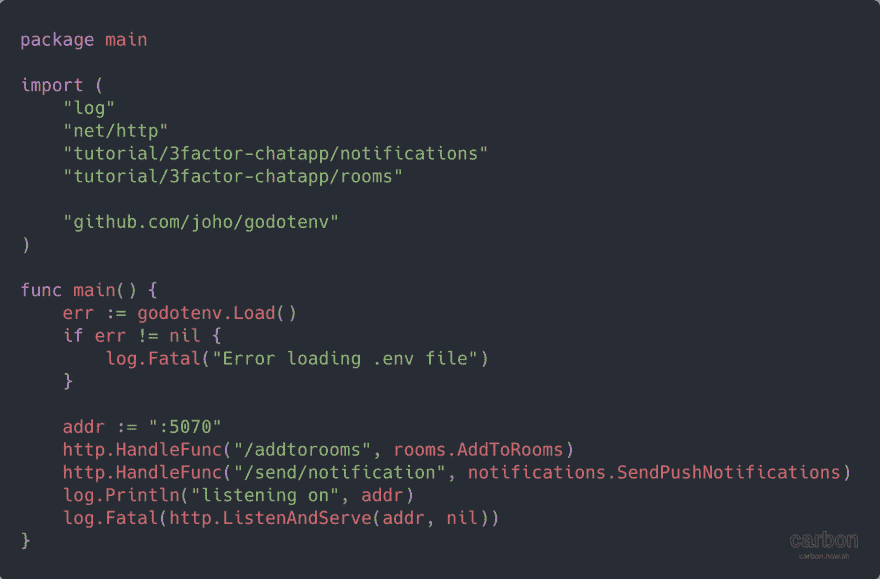 package main

import (
    "log"
    "net/http"
    "tutorial/3factor-chatapp/notifications"
    "tutorial/3factor-chatapp/rooms"

    "github.com/joho/godotenv"
)

func main() {
    err := godotenv.Load()
    if err != nil {
        log.Fatal("Error loading .env file")
    }

    addr := ":5070"
    http.HandleFunc("/addtorooms", rooms.AddToRooms)
    http.HandleFunc("/send/notification", notifications.SendPushNotifications)
    log.Println("listening on", addr)
    log.Fatal(http.ListenAndServe(addr, nil))
}
carbon
carbon.now.sh